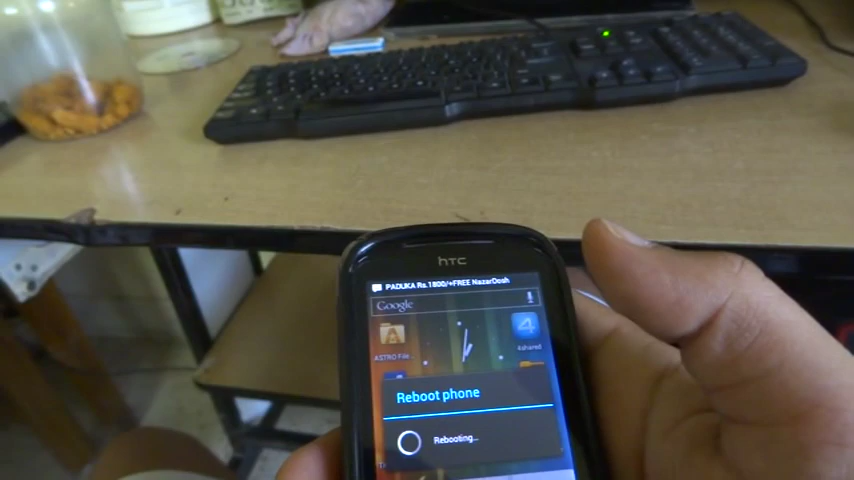 hTC
PADUKA Rs.1800/+FREE NazarDosh
Google
A
4
ASTRO File..
4shared
Reboot phone
Rebooting...